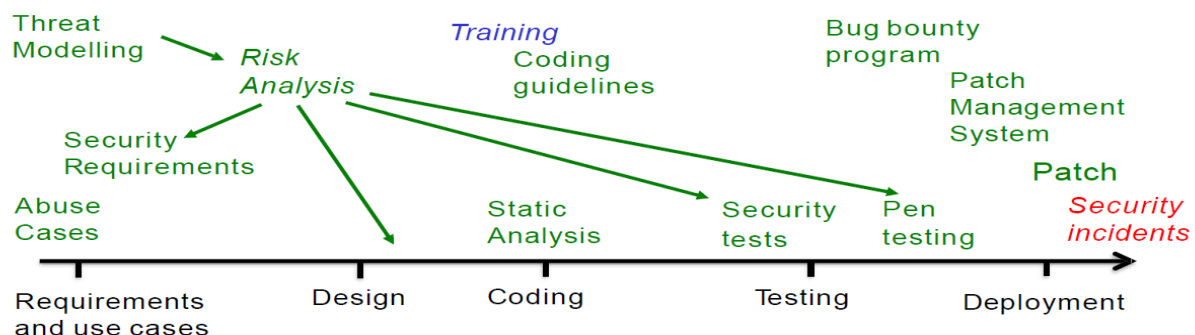 Threat
Modelling
Risk
Analysis
Training
Coding
guidelines
Bug bounty
program
Patch
Management
System
Security
Requirements
Patch
Abuse
Cases
Static
Analysis
Security
tests
Pen
testing
Security
incidents
Requirements
and use cases
Design
Coding
Testing
Deployment